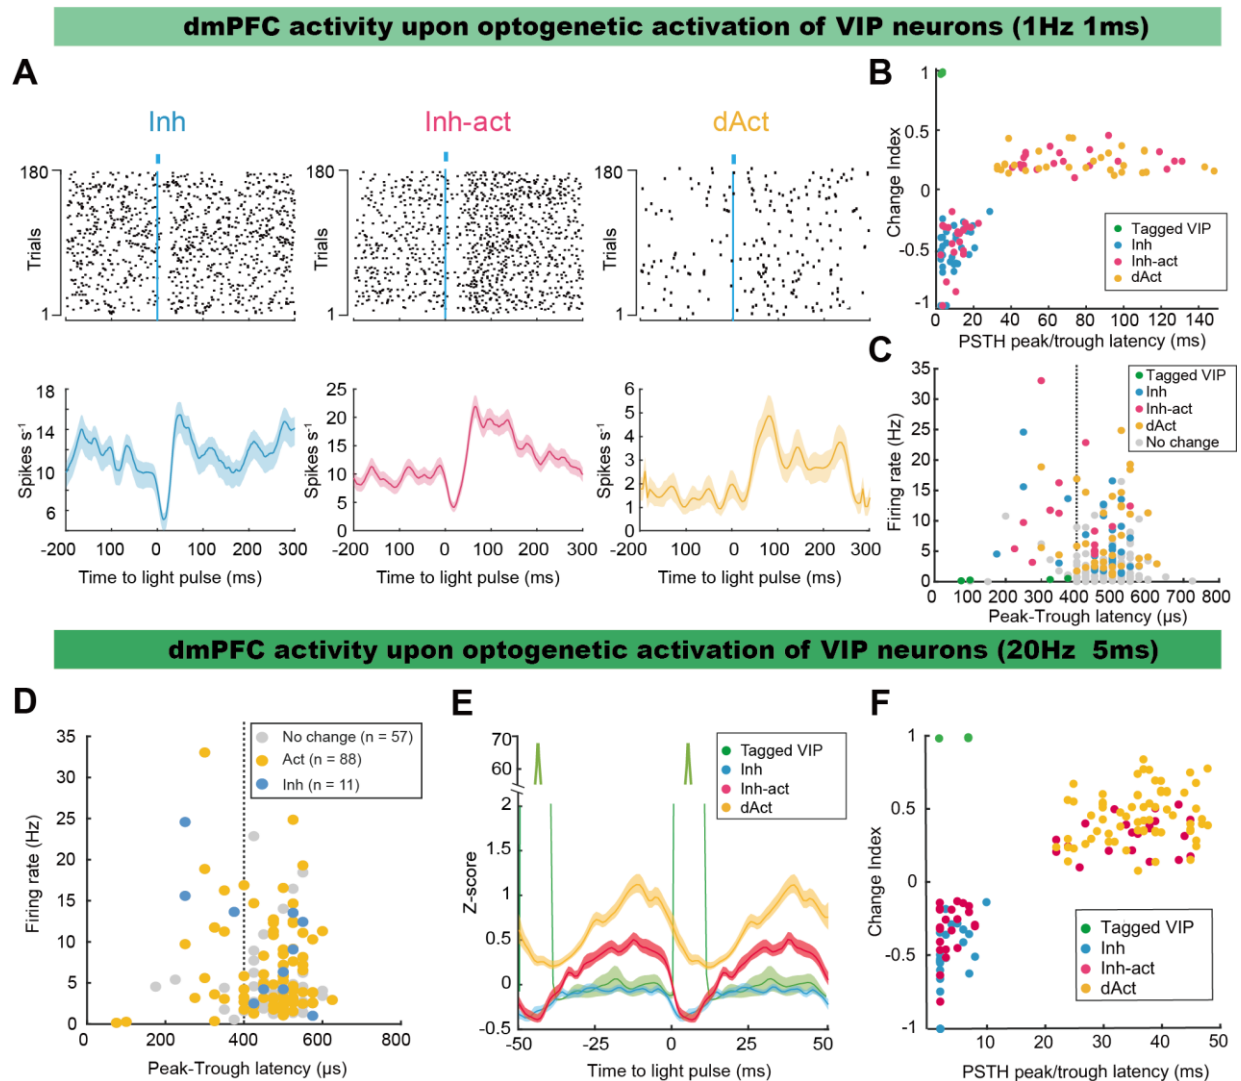 dmPFC activity upon optogenetic activation of VIP neurons (1Hz 1ms)
A
Inh
Inh-act
dAct
180
Trials
1
180
Trials
1
180
Trials
1
18
14
10
6
Spikes s⁻¹
-200 -100 0 100 200 300
Time to light pulse (ms)
25
20
15
10
5
0
Spikes s⁻¹
-200 -100 0 100 200 300
Time to light pulse (ms)
6
5
4
3
2
1
0
Spikes s⁻¹
-200 -100 0 100 200 300
Time to light pulse (ms)
B
1
0.5
0
-0.5
-1
Change Index
Tagged VIP
Inh
Inh-act
dAct
0 20 40 60 80 100 120 140
PSTH peak/trough latency (ms)
C
35
30
25
20
15
10
5
0
Firing rate (Hz)
Tagged VIP
Inh
Inh-act
dAct
No change
0 100 200 300 400 500 600 700 800
Peak-Trough latency (µs)
dmPFC activity upon optogenetic activation of VIP neurons (20Hz 5ms)
D
35
30
25
20
15
10
5
0
Firing rate (Hz)
No change (n = 57)
Act (n = 88)
Inh (n = 11)
0 200 400 600 800
Peak-Trough latency (µs)
E
70
60
2
1.5
1
0.5
0
-0.5
Z-score
Tagged VIP
Inh
Inh-act
dAct
-50 -25 0 25 50
Time to light pulse (ms)
F
1
0.5
0
-0.5
-1
Change Index
Tagged VIP
Inh
Inh-act
dAct
10 20 30 40 50
PSTH peak/trough latency (ms)